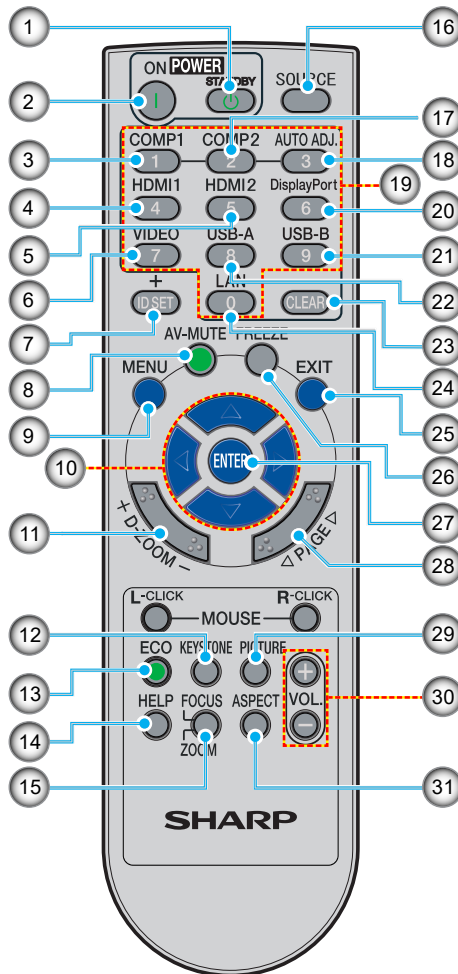 1
16
ON POWER
STANDBY
SOURCE
2
17
COMP1 COMP2 AUTO ADJ.
3
1 2 3
18
19
HDMI1 HDMI2 DisplayPort
4
4 5 6
20
5
VIDEO USB-A USB-B
6
7 8 9
21
22
+
LAN
ID SET
0
CLEAR
7
23
AV-MUTE FREEZE
8
24
MENU
EXIT
9
25
10
ENTER
26
27
11
+ D-ZOOM −
△ PAGE ▽
28
L-CLICK
R-CLICK
MOUSE
12
ECO KEYSTONE PICTURE
29
13
+
VOL.
−
30
HELP FOCUS ASPECT
14
ZOOM
15
31
SHARP